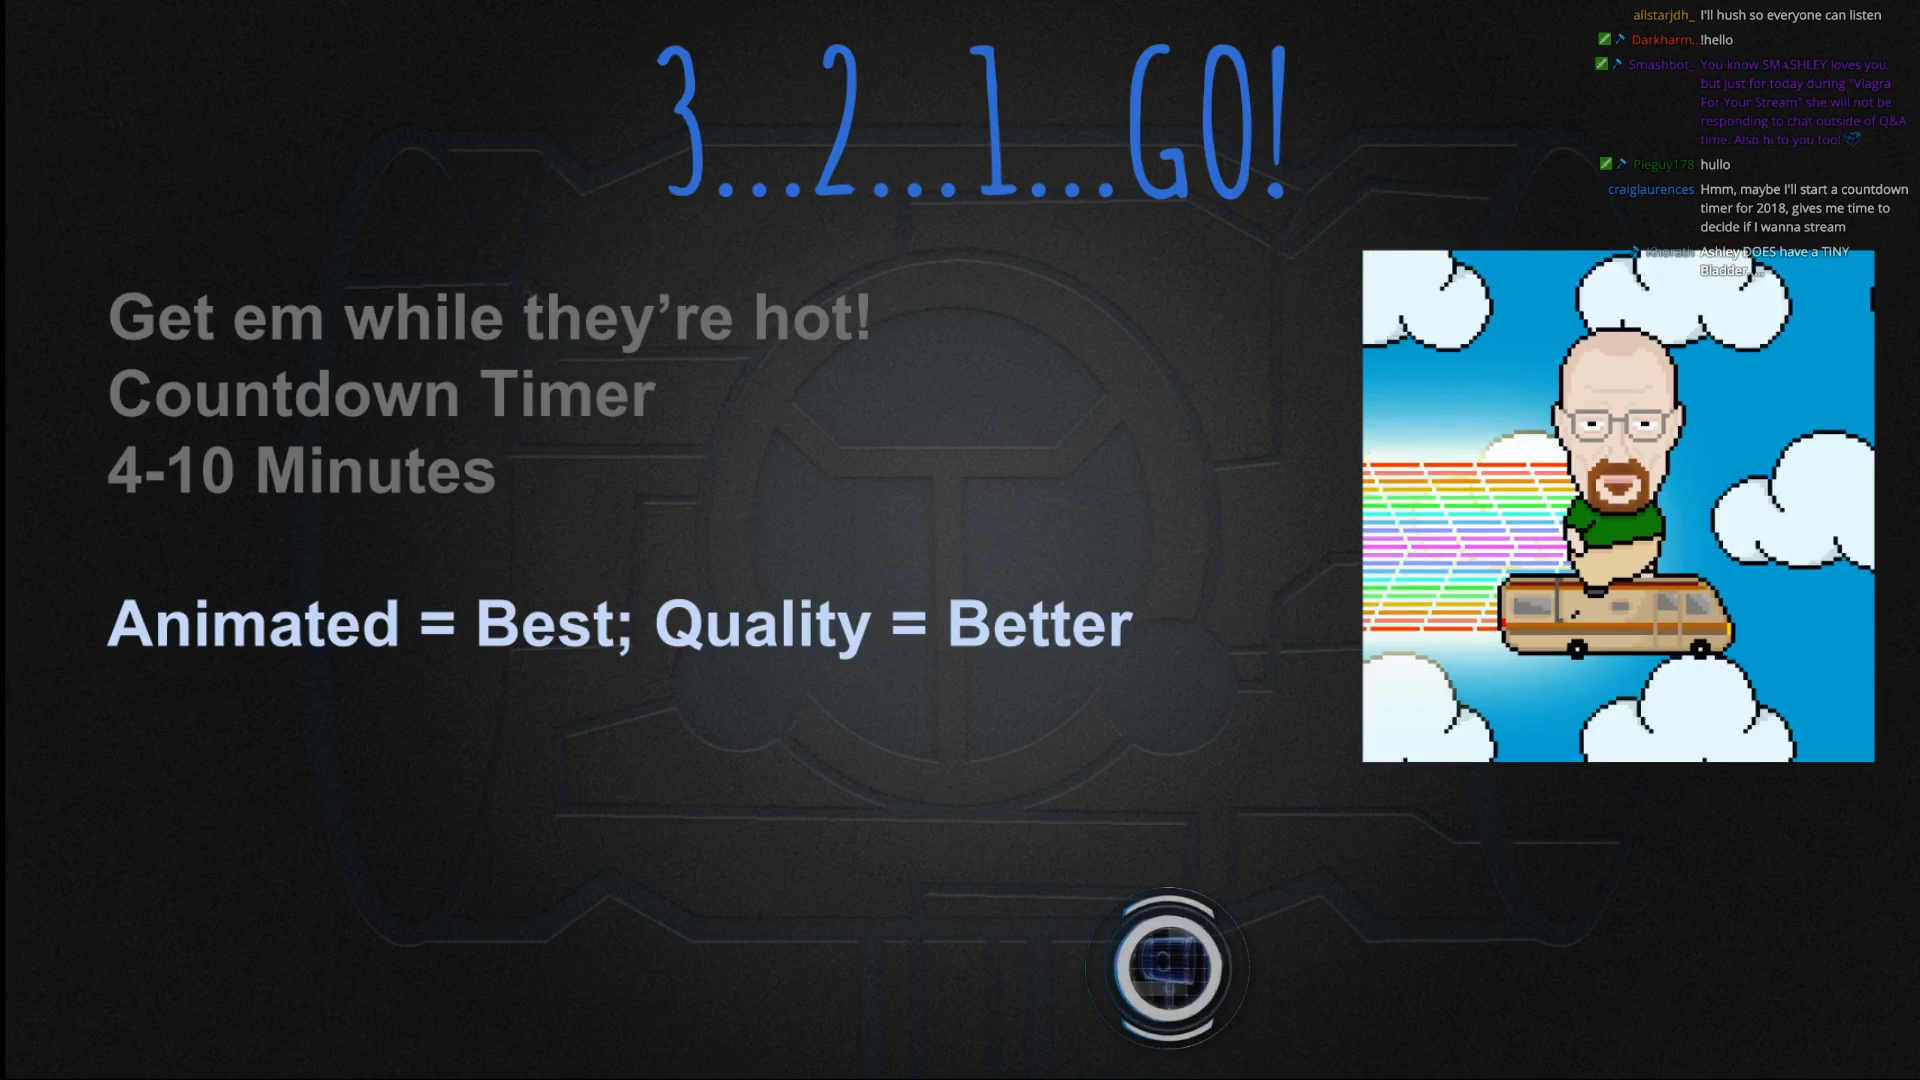 3...2...1...GO!
Get em while they’re hot!
Countdown Timer
4-10 Minutes
Animated = Best; Quality = Better
allstarjdh_ I'll hush so everyone can listen
Darkharm... !hello
Smashbot_ You know SMASHLEY loves you,
but just for today during "Viagra
For Your Stream" she will not be
responding to chat outside of Q&A
time. Also hi to you too!
Pieguy178 hullo
craiglaurences Hmm, maybe I'll start a countdown
timer for 2018, gives me time to
decide if I wanna stream
Khorath Ashley DOES have a TINY
Bladder....